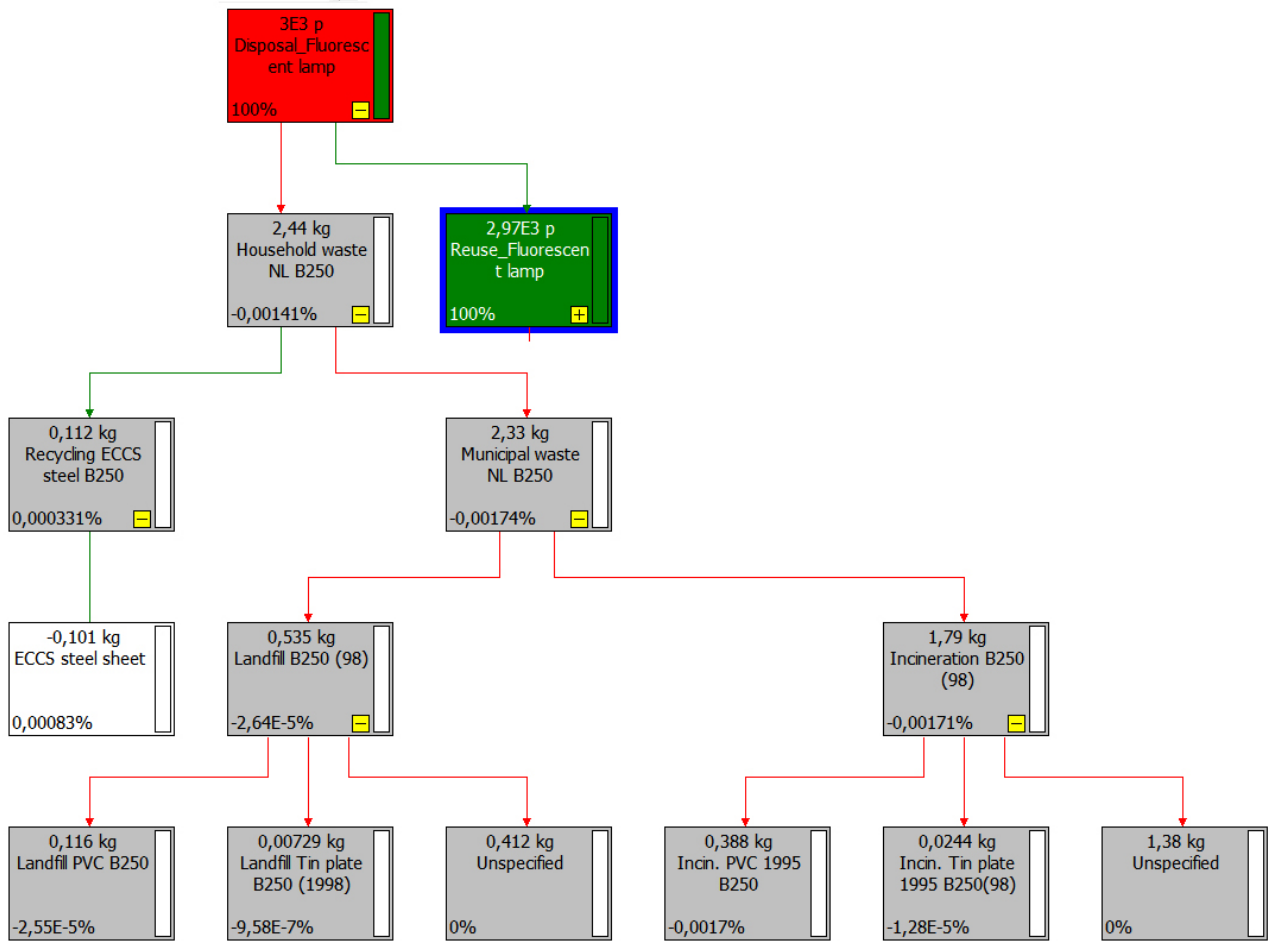 3E3 p
Disposal_Fluoresc
ent lamp
100%
2,44 kg
Household waste
NL B250
-0,00141%
2,97E3 p
Reuse_Fluorescen
t lamp
100%
0,112 kg
Recycling ECCS
steel B250
0,000331%
2,33 kg
Municipal waste
NL B250
-0,00174%
-0,101 kg
ECCS steel sheet
0,00083%
0,535 kg
Landfill B250 (98)
-2,64E-5%
1,79 kg
Incineration B250
(98)
-0,00171%
0,116 kg
Landfill PVC B250
-2,55E-5%
0,00729 kg
Landfill Tin plate
B250 (1998)
-9,58E-7%
0,412 kg
Unspecified
0%
0,388 kg
Incin. PVC 1995
B250
-0,0017%
0,0244 kg
Incin. Tin plate
1995 B250(98)
-1,28E-5%
1,38 kg
Unspecified
0%